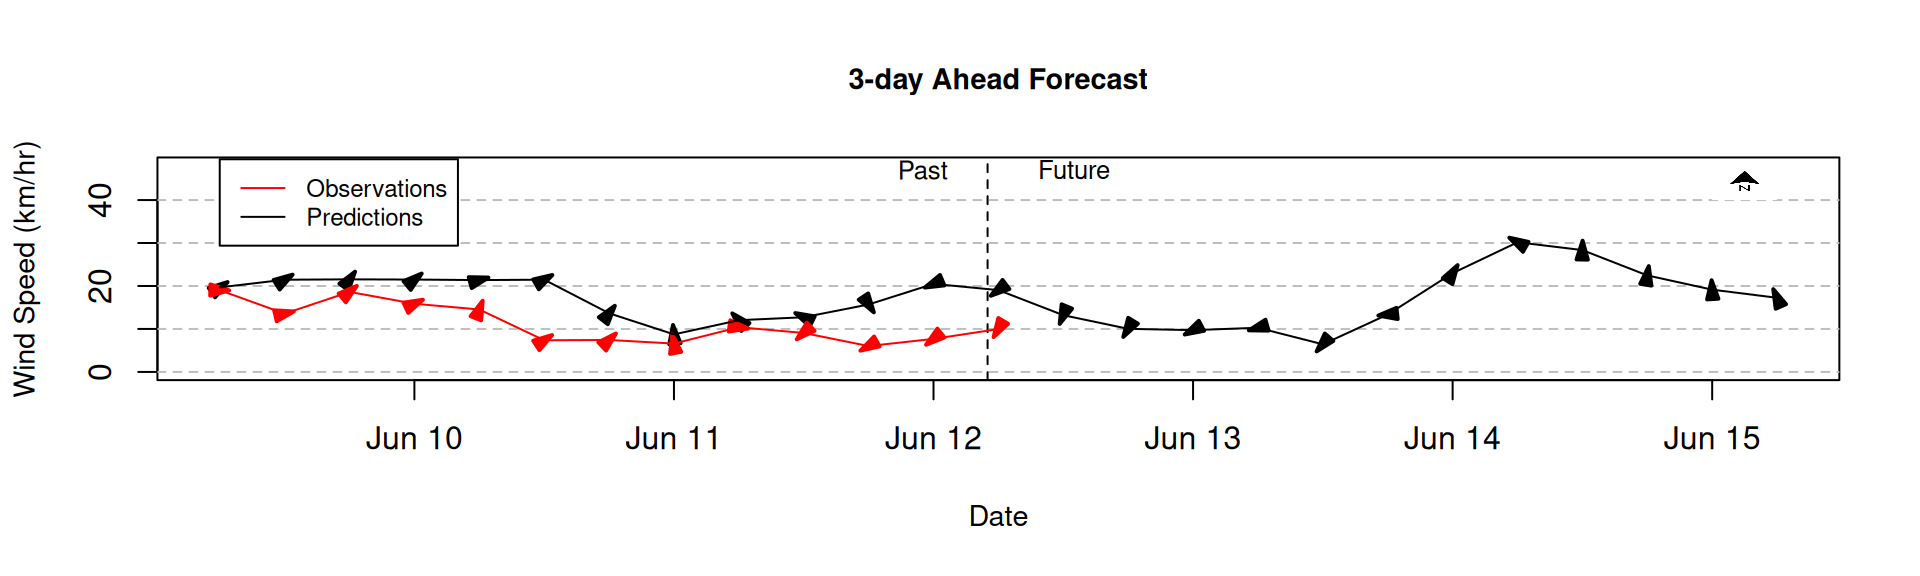 3-day Ahead Forecast
Past
Future
Observations
Predictions
N
Wind Speed (km/hr)
40
20
0
Jun 10
Jun 11
Jun 12
Jun 13
Jun 14
Jun 15
Date